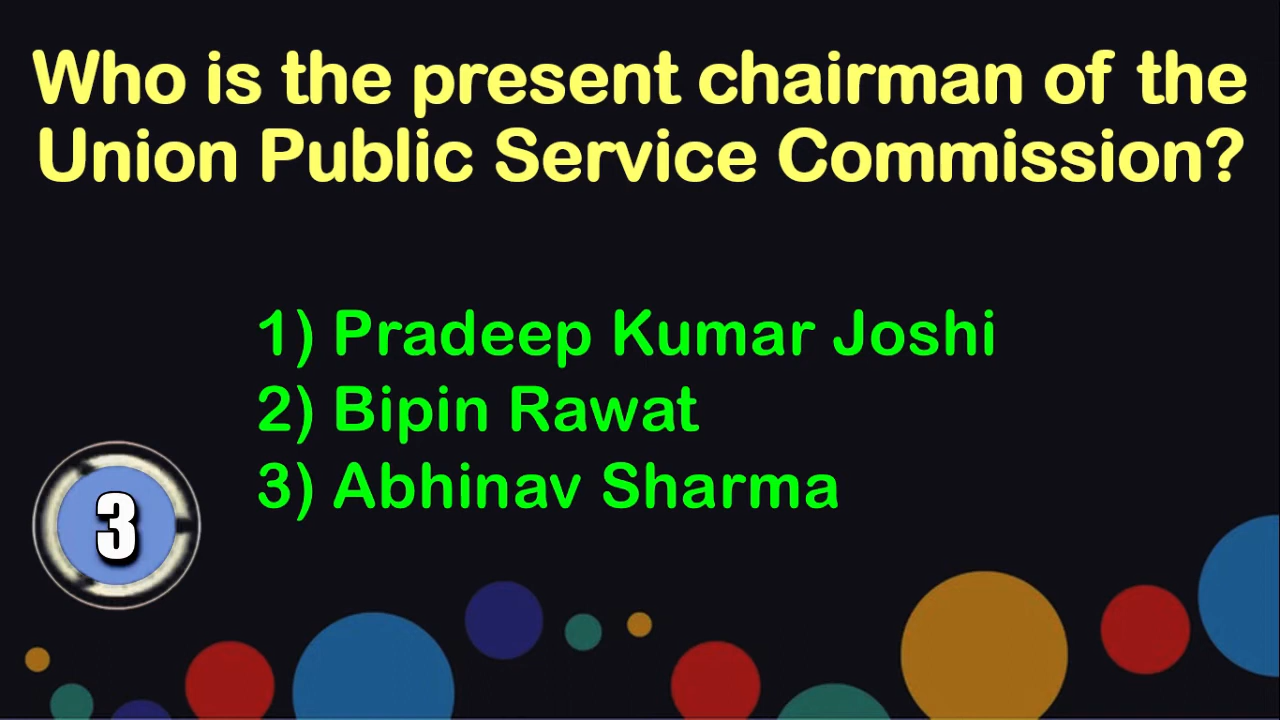 Who is the present chairman of the
Union Public Service Commission?
1) Pradeep Kumar Joshi
2) Bipin Rawat
3) Abhinav Sharma
3